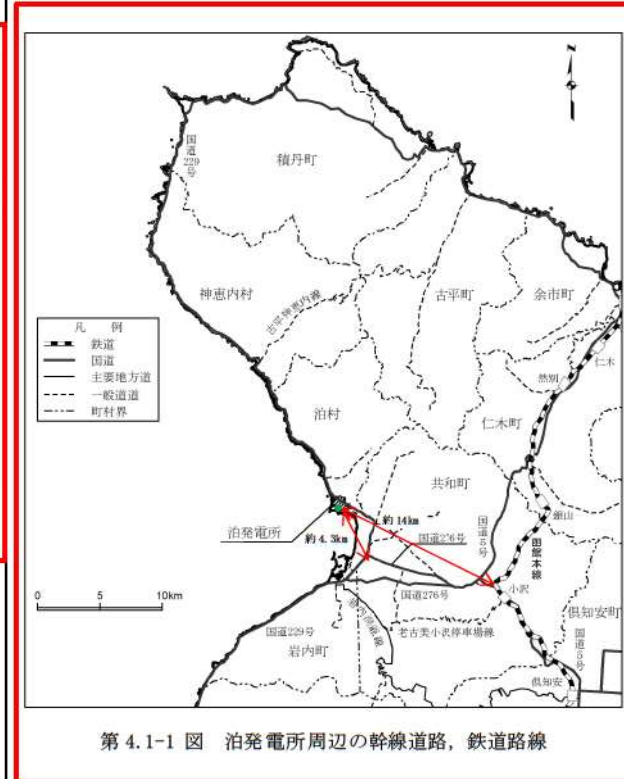 国道229号
積丹町
神恵内村
古平神恵内線
古平町
余市町
凡 例
鉄道
国道
主要地方道
一般道道
町村界
仁木
然別
泊村
仁木町
共和町
泊発電所
約14km
約4.3km
国道276号
国道5号
銀山
函館本線
小沢
国道276号
0 5 10km
国道229号
老古美小沢停車場線
岩内町
倶知安町
国道5号
倶知安
第 4.1-1 図 泊発電所周辺の幹線道路，鉄道路線